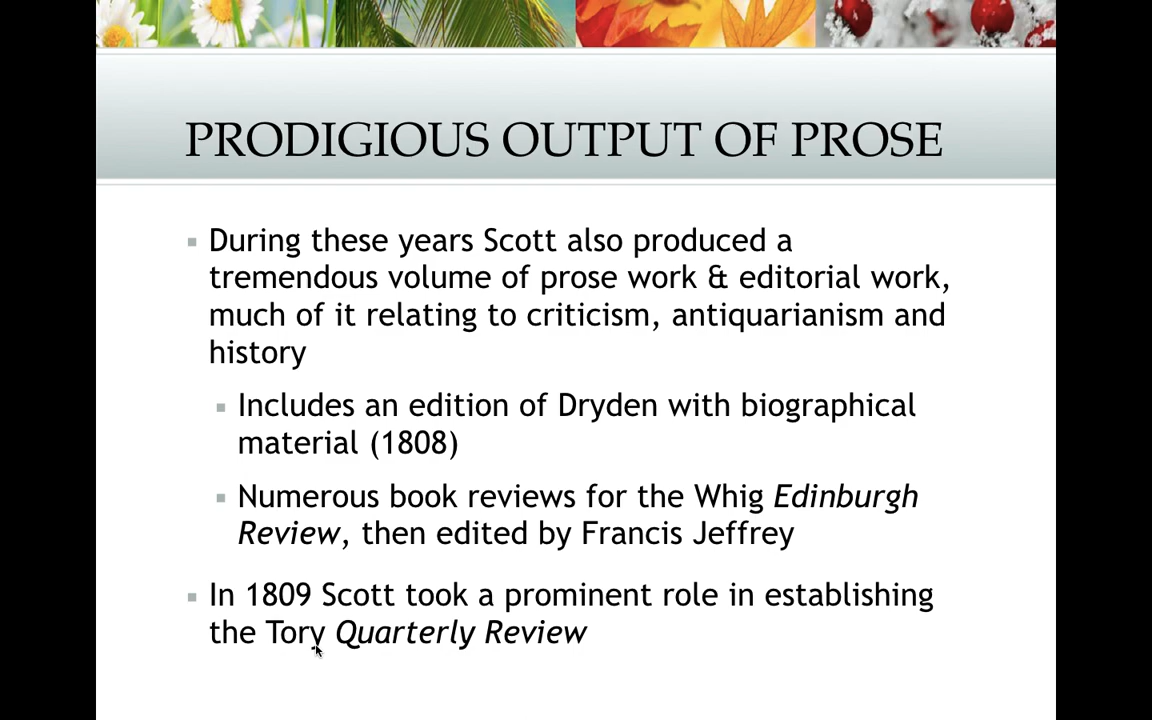 PRODIGIOUS OUTPUT OF PROSE
During these years Scott also produced a
tremendous volume of prose work & editorial work,
much of it relating to criticism, antiquarianism and
history
Includes an edition of Dryden with biographical
material (1808)
Numerous book reviews for the Whig Edinburgh
Review, then edited by Francis Jeffrey
In 1809 Scott took a prominent role in establishing
the Tory Quarterly Review